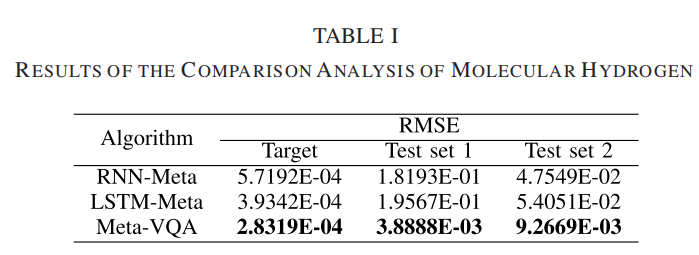 TABLE I
RESULTS OF THE COMPARISON ANALYSIS OF MOLECULAR HYDROGEN
Algorithm RMSE
Target Test set 1 Test set 2
RNN-Meta 5.7192E-04 1.8193E-01 4.7549E-02
LSTM-Meta 3.9342E-04 1.9567E-01 5.4051E-02
Meta-VQA 2.8319E-04 3.8888E-03 9.2669E-03